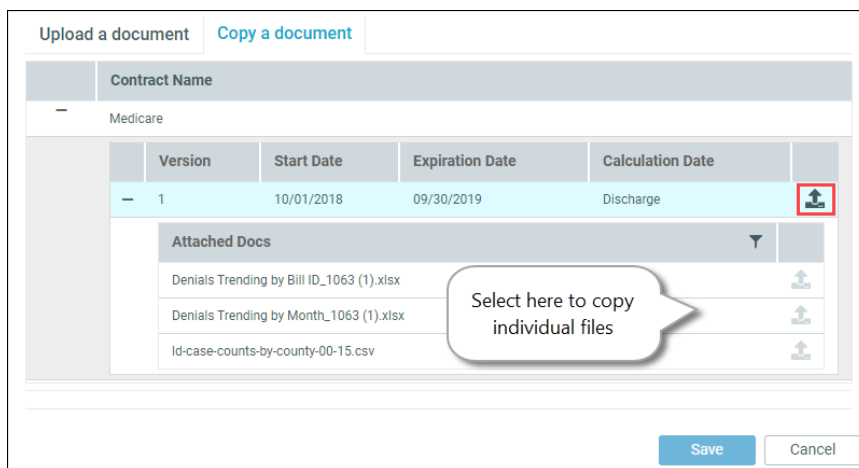 Upload a document Copy a document
Contract Name
Medicare
Version Start Date Expiration Date Calculation Date
1 10/01/2018 09/30/2019 Discharge
Attached Docs
Denials Trending by Bill ID_1063 (1).xlsx
Denials Trending by Month_1063 (1).xlsx
ld-case-counts-by-county-00-15.csv
Select here to copy
individual files
Save Cancel